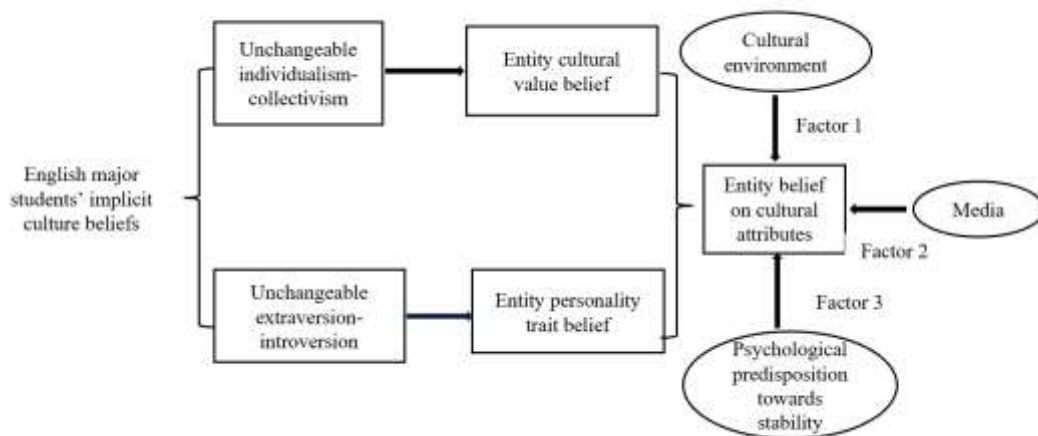 English major
students' implicit
culture beliefs
Unchangeable
individualism-
collectivism
Entity cultural
value belief
Unchangeable
extraversion-
introversion
Entity personality
trait belief
Cultural
environment
Factor 1
Entity belief
on cultural
attributes
Media
Factor 2
Factor 3
Psychological
predisposition
towards
stability